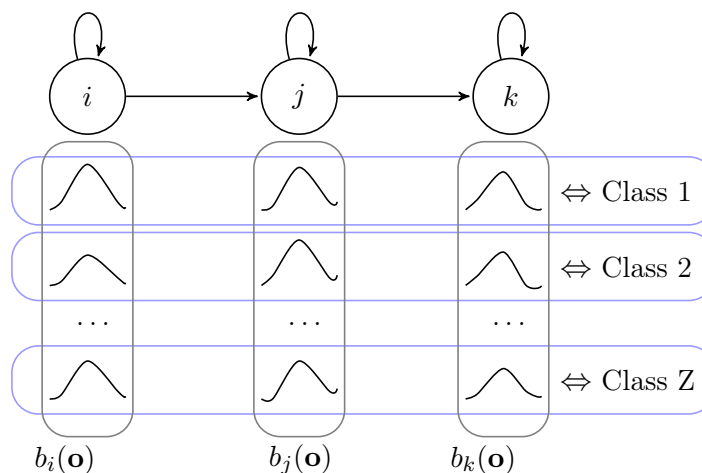 i j k
⇔ Class 1
⇔ Class 2
... ... ...
⇔ Class Z
b_i(o) b_j(o) b_k(o)